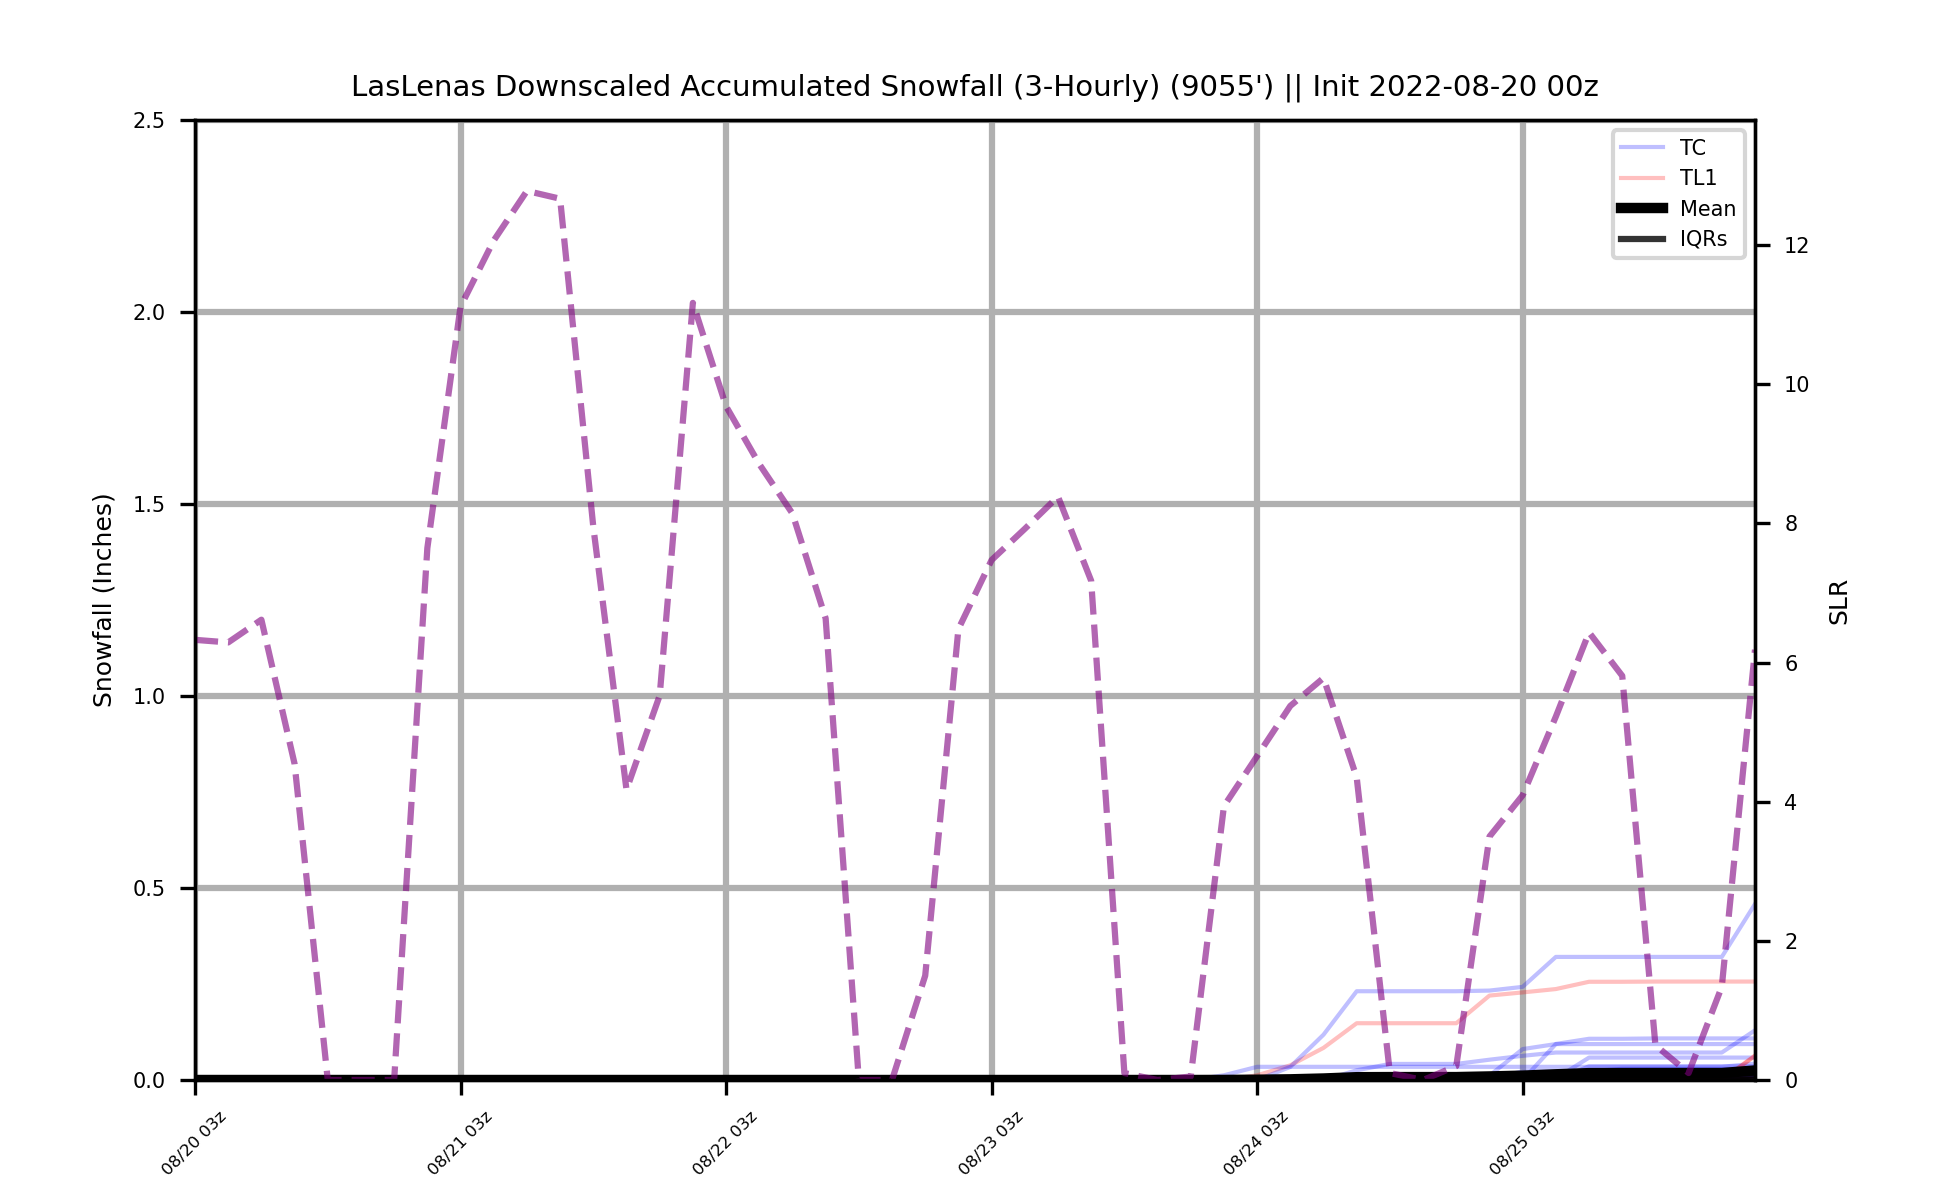 LasLenas Downscaled Accumulated Snowfall (3-Hourly) (9055') || Init 2022-08-20 00z
2.5
2.0
1.5
1.0
0.5
0.0
Snowfall (Inches)
TC
TL1
Mean
IQRs
12
10
8
6
4
2
0
SLR
08/20 03z
08/21 03z
08/22 03z
08/23 03z
08/24 03z
08/25 03z